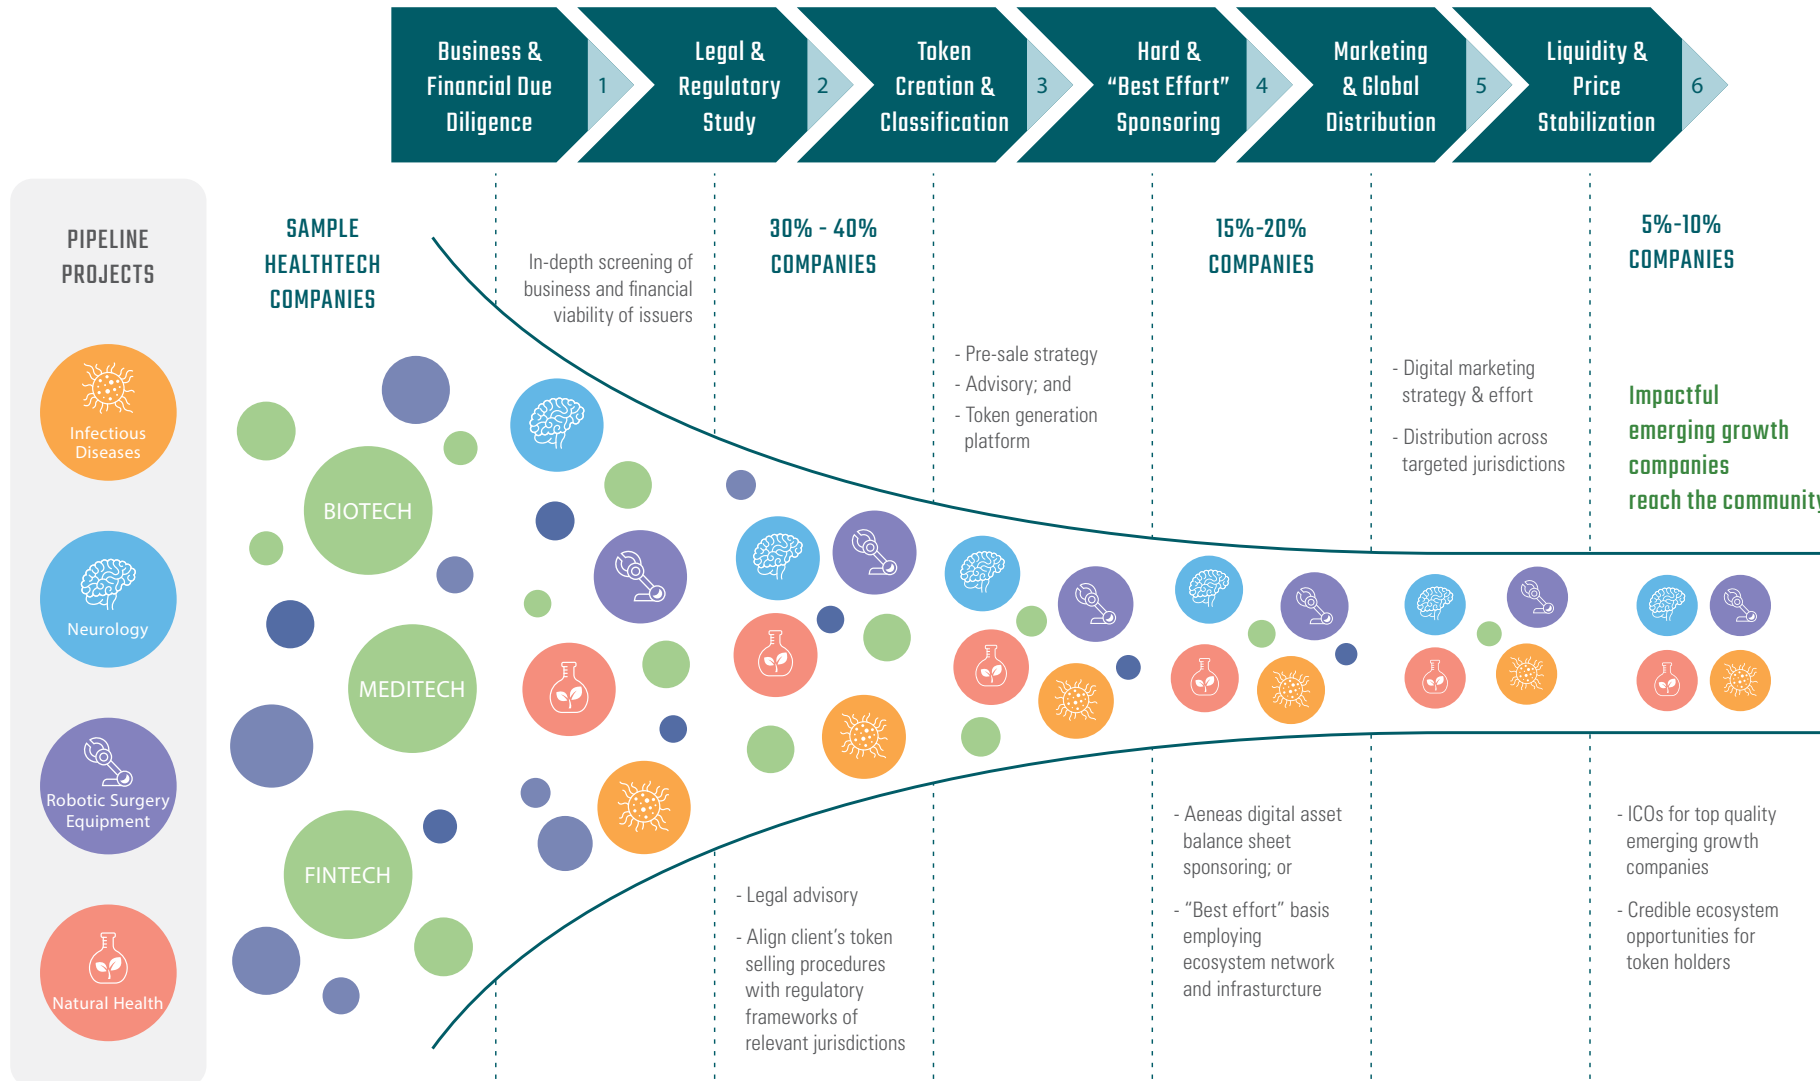 Business &
Financial Due
Diligence
1
Legal &
Regulatory
Study
2
Token
Creation &
Classification
3
Hard &
“Best Effort”
Sponsoring
4
Marketing
& Global
Distribution
5
Liquidity &
Price
Stabilization
6
PIPELINE
PROJECTS
Infectious
Diseases
Neurology
Robotic Surgery
Equipment
Natural Health
SAMPLE
HEALTHTECH
COMPANIES
BIOTECH
MEDITECH
FINTECH
In-depth screening of
business and financial
viability of issuers
30% - 40%
COMPANIES
- Legal advisory
- Align client’s token
selling procedures
with regulatory
frameworks of
relevant jurisdictions
- Pre-sale strategy
- Advisory; and
- Token generation
platform
15%-20%
COMPANIES
- Aeneas digital asset
balance sheet
sponsoring; or
- “Best effort” basis
employing
ecosystem network
and infrasturcture
- Digital marketing
strategy & effort
- Distribution across
targeted jurisdictions
5%-10%
COMPANIES
Impactful
emerging growth
companies
reach the community
- ICOs for top quality
emerging growth
companies
- Credible ecosystem
opportunities for
token holders